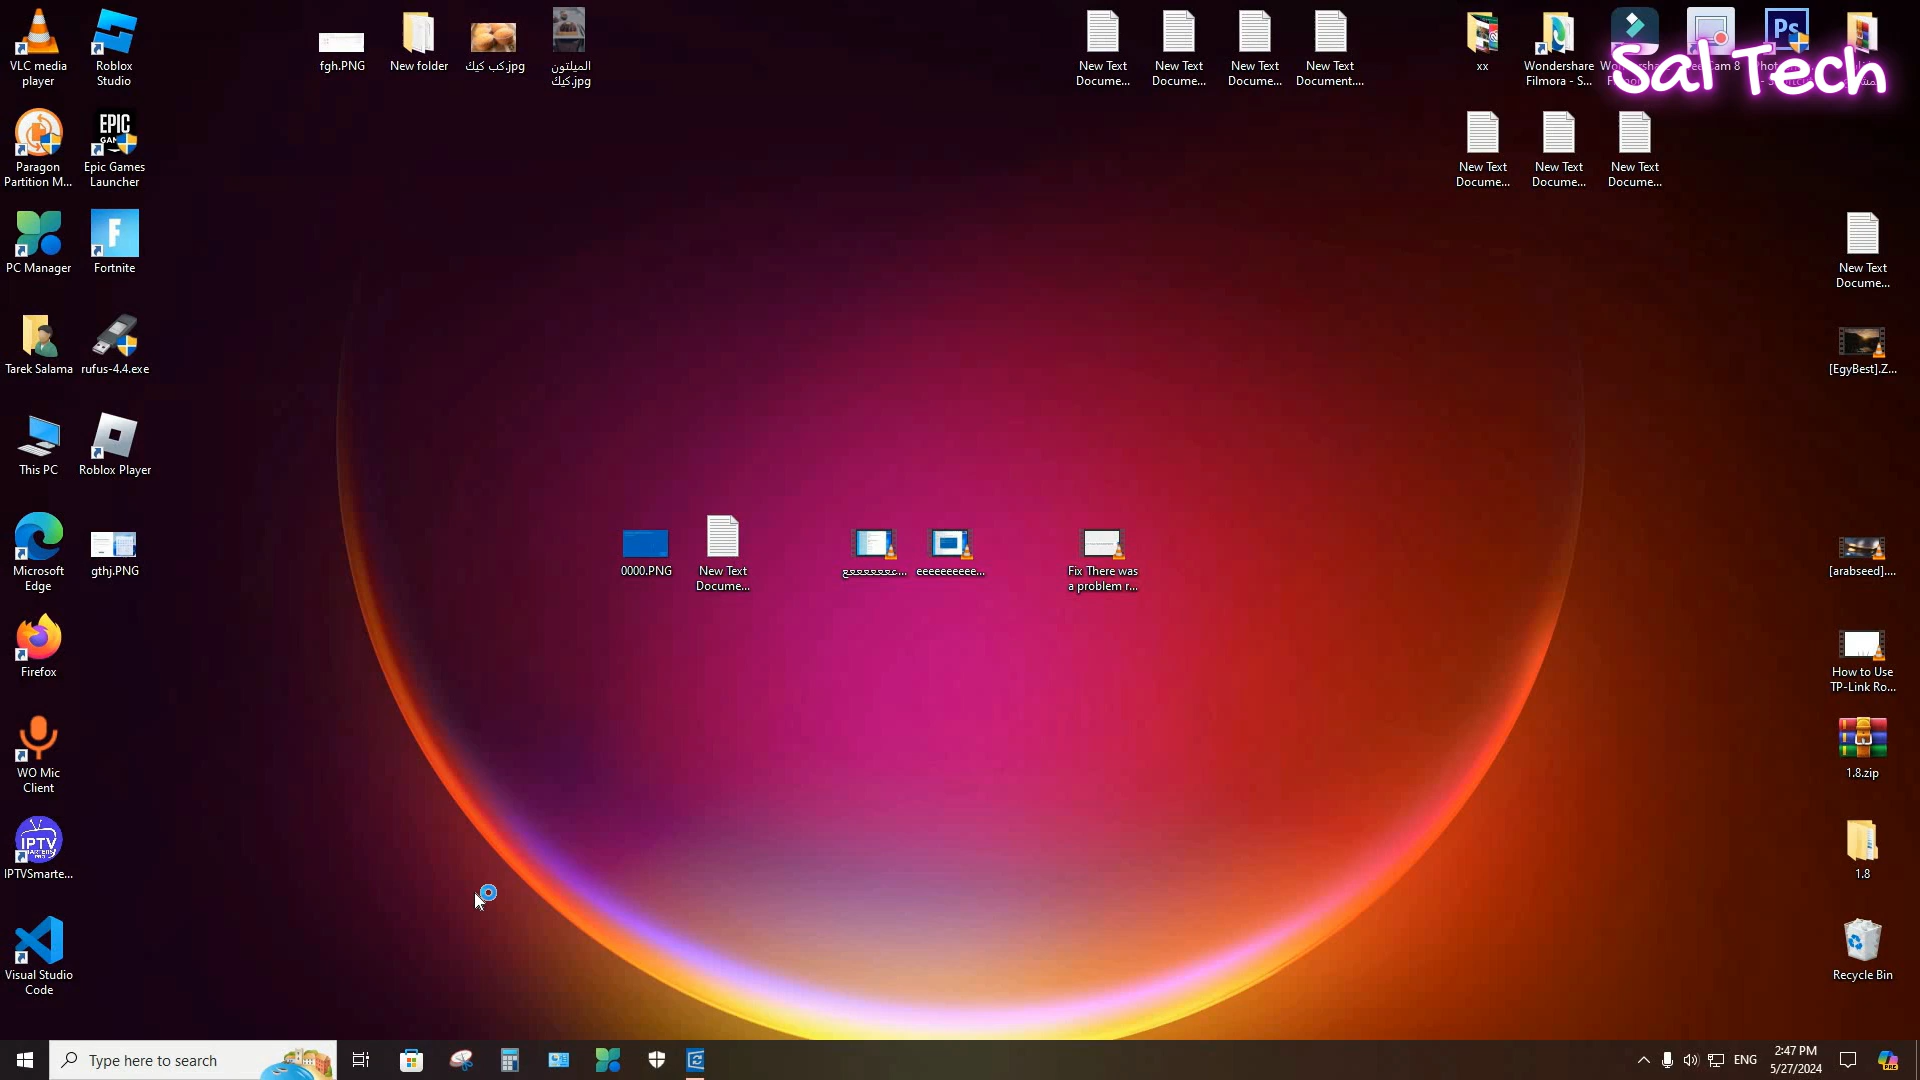 VLC media
player
Roblox
Studio
fgh.PNG
New folder
كب كيك.jpg
الميلتون
كيك.jpg
New Text
Docume...
New Text
Docume...
New Text
Docume...
New Text
Document....
xx
Wondershare
Filmora - S...
Sal Tech
Paragon
Partition M...
EPIC
Epic Games
Launcher
New Text
Docume...
New Text
Docume...
New Text
Docume...
PC Manager
Fortnite
New Text
Docume...
Tarek Salama
rufus-4.4.exe
[EgyBest].Z...
This PC
Roblox Player
Microsoft
Edge
gthj.PNG
0000.PNG
New Text
Docume...
eeeeeeeeee...
Fix There was
a problem r...
[arabseed]....
Firefox
How to Use
TP-Link Ro...
WO Mic
Client
1.8.zip
IPTV
IPTVSmarte...
1.8
Visual Studio
Code
Recycle Bin
Type here to search
ENG
2:47 PM
5/27/2024